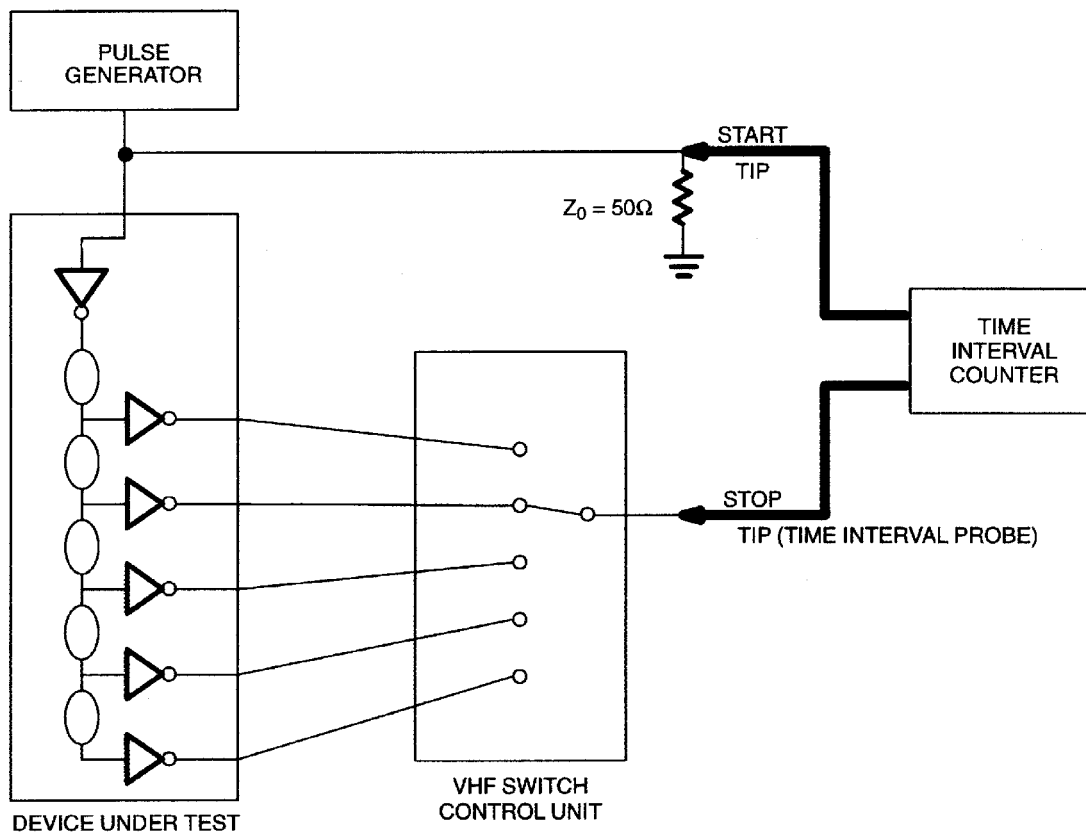 PULSE
GENERATOR
START
TIP
Z₀ = 50Ω
TIME
INTERVAL
COUNTER
STOP
TIP (TIME INTERVAL PROBE)
VHF SWITCH
CONTROL UNIT
DEVICE UNDER TEST